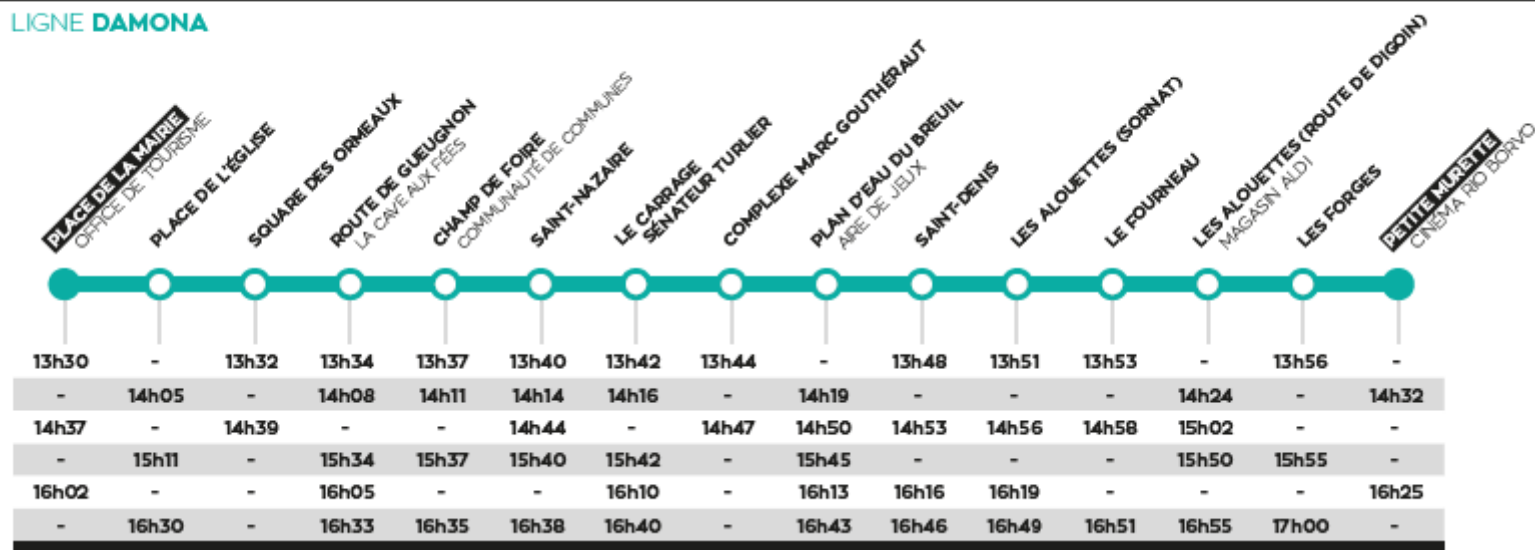 LIGNE DAMONA
PLACE DE LA MAIRIE
OFFICE DE TOURISME
PLACE DE L'ÉGLISE
SQUARE DES ORMEAUX
ROUTE DE GUEUGNON
LA CAVE AUX FÉES
CHAMP DE FOIRE
COMMUNAUTÉ DE COMMUNES
SAINT-NAZAIRE
LE CARRAGE
SÉNATEUR TURLIER
COMPLEXE MARC GOUTHÉRAUT
PLAN D'EAU DU BREUIL
AIRE DE JEUX
SAINT-DENIS
LES ALOUETTES (SORNAT)
LE FOURNEAU
LES ALOUETTES (ROUTE DE DIGOIN)
MAGASIN ALDI
LES FORGES
PETITE MURETTE
CINÉMA RIO BORVO
13h30 - 13h32 13h34 13h37 13h40 13h42 13h44 - 13h48 13h51 13h53 - 13h56 -
- 14h05 - 14h08 14h11 14h14 14h16 - 14h19 - - - 14h24 - 14h32
14h37 - 14h39 - - 14h44 - 14h47 14h50 14h53 14h56 14h58 15h02 - -
- 15h11 - 15h34 15h37 15h40 15h42 - 15h45 - - - 15h50 15h55 -
16h02 - - 16h05 - - 16h10 - 16h13 16h16 16h19 - - - 16h25
- 16h30 - 16h33 16h35 16h38 16h40 - 16h43 16h46 16h49 16h51 16h55 17h00 -